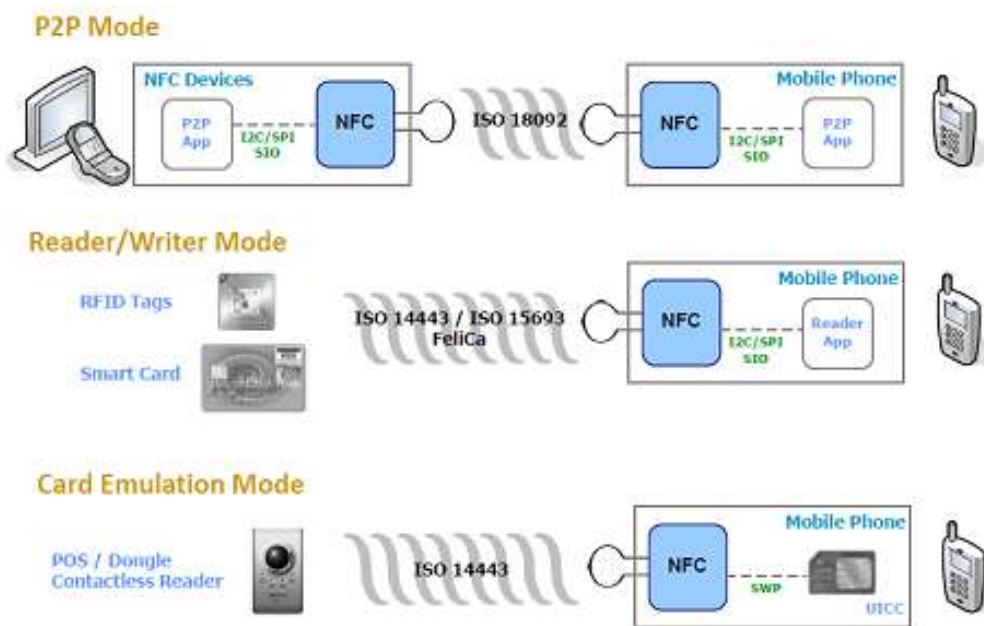 P2P Mode
NFC Devices
P2P
App
I2C/SPI
SIO
NFC
ISO 18092
Mobile Phone
NFC
I2C/SPI
SIO
P2P
App
Reader/Writer Mode
RFID Tags
Smart Card
ISO 14443 / ISO 15693
FeliCa
Mobile Phone
NFC
I2C/SPI
SIO
Reader
App
Card Emulation Mode
POS / Dongle
Contactless Reader
ISO 14443
Mobile Phone
NFC
SWP
UICC